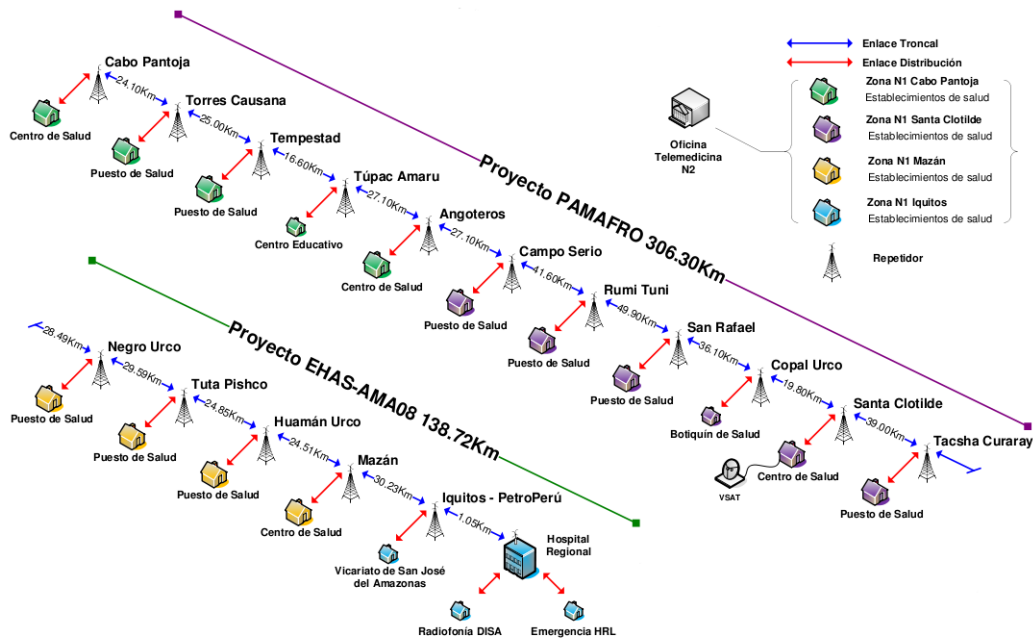 Cabo Pantoja
24.10Km
Centro de Salud
Torres Causana
25.00Km
Puesto de Salud
Tempestad
16.60Km
Puesto de Salud
Túpac Amaru
27.10Km
Centro Educativo
Angoteros
27.10Km
Centro de Salud
Campo Serio
41.60Km
Puesto de Salud
Rumi Tuni
49.90Km
Puesto de Salud
San Rafael
36.10Km
Puesto de Salud
Copal Urco
19.80Km
Botiquín de Salud
Santa Clotilde
39.00Km
Centro de Salud
VSAT
Tacsha Curaray
Puesto de Salud
Proyecto PAMAFRO 306.30Km
Oficina
Telemedicina
N2
Enlace Troncal
Enlace Distribución
Zona N1 Cabo Pantoja
Establecimientos de salud
Zona N1 Santa Clotilde
Establecimientos de salud
Zona N1 Mazán
Establecimientos de salud
Zona N1 Iquitos
Establecimientos de salud
Repetidor
Proyecto EHAS-AMA08 138.72Km
28.49Km
Negro Urco
29.59Km
Puesto de Salud
Tuta Pishco
24.85Km
Puesto de Salud
Huamán Urco
24.51Km
Puesto de Salud
Mazán
30.23Km
Centro de Salud
Iquitos - PetroPerú
1.05Km
Vicariato de San José
del Amazonas
Hospital
Regional
Radiofonía DISA
Emergencia HRL